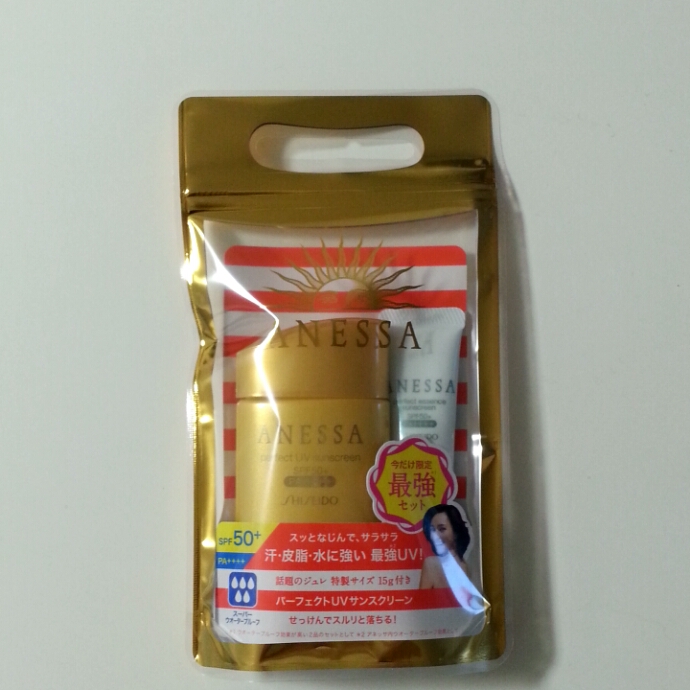 ANESSA
ANESSA
perfect UV sunscreen
SPF50+
SHISEIDO
ANESSA
sunscreen
SPF50+
今だけ限定
最強
セット
SPF50+
PA++++
スーパー
ウオータープルーフ
スッとなじんで、サラサラ
汗・皮脂・水に強い 最強UV!
話題のジュレ 特製サイズ 15g付き
パーフェクトUVサンスクリーン
せっけんでスルリと落ちる!